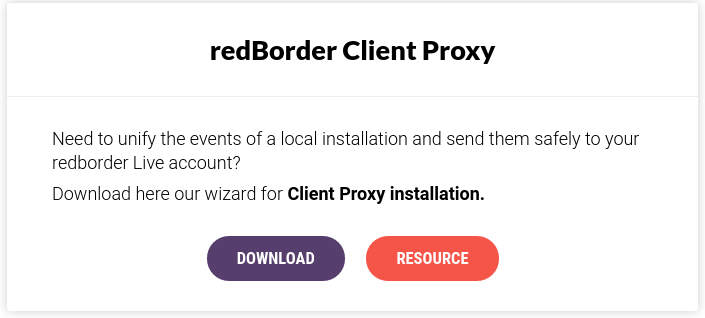 redBorder Client Proxy
Need to unify the events of a local installation and send them safely to your
redborder Live account?
Download here our wizard for Client Proxy installation.
DOWNLOAD
RESOURCE